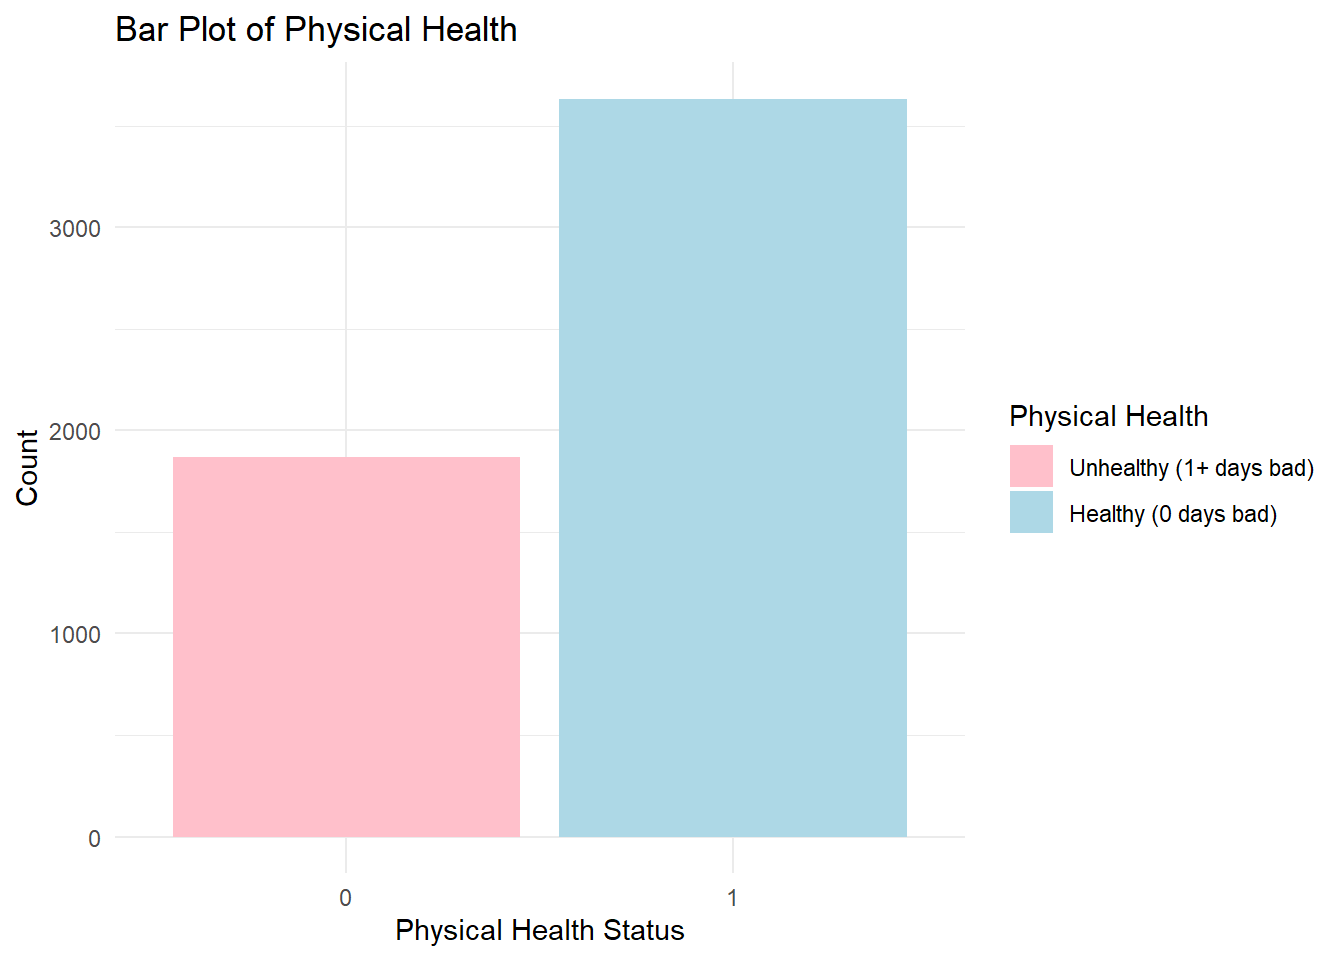 Bar Plot of Physical Health
Count
3000
2000
1000
0
0 1
Physical Health Status
Physical Health
Unhealthy (1+ days bad)
Healthy (0 days bad)